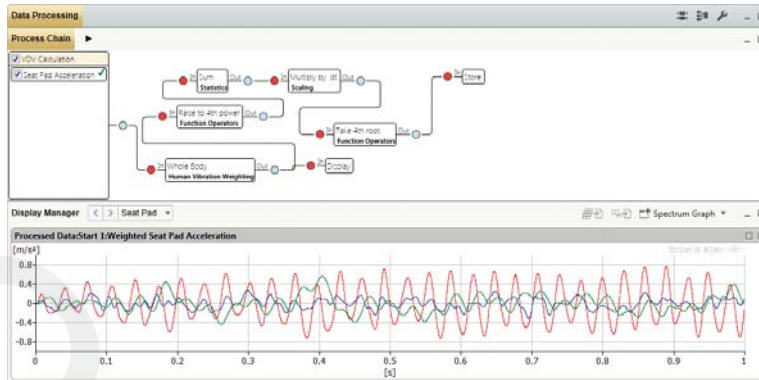 Data Processing
Process Chain
VDV Calculation
Seat Pad Acceleration
In Sum Out
Statistics
In Multiply by dt Out
Scaling
In Store
In Raise to 4th power Out
Function Operators
In Take 4th root Out
Function Operators
In Whole Body Out
Human Vibration Weighting
In Display
Display Manager < > Seat Pad Spectrum Graph
Processed Data:Start 1:Weighted Seat Pad Acceleration
[m/s²]
Brüel & Kjær
0.8
0.4
0
-0.4
-0.8
0 0.1 0.2 0.3 0.4 0.5 0.6 0.7 0.8 0.9 1
[s]